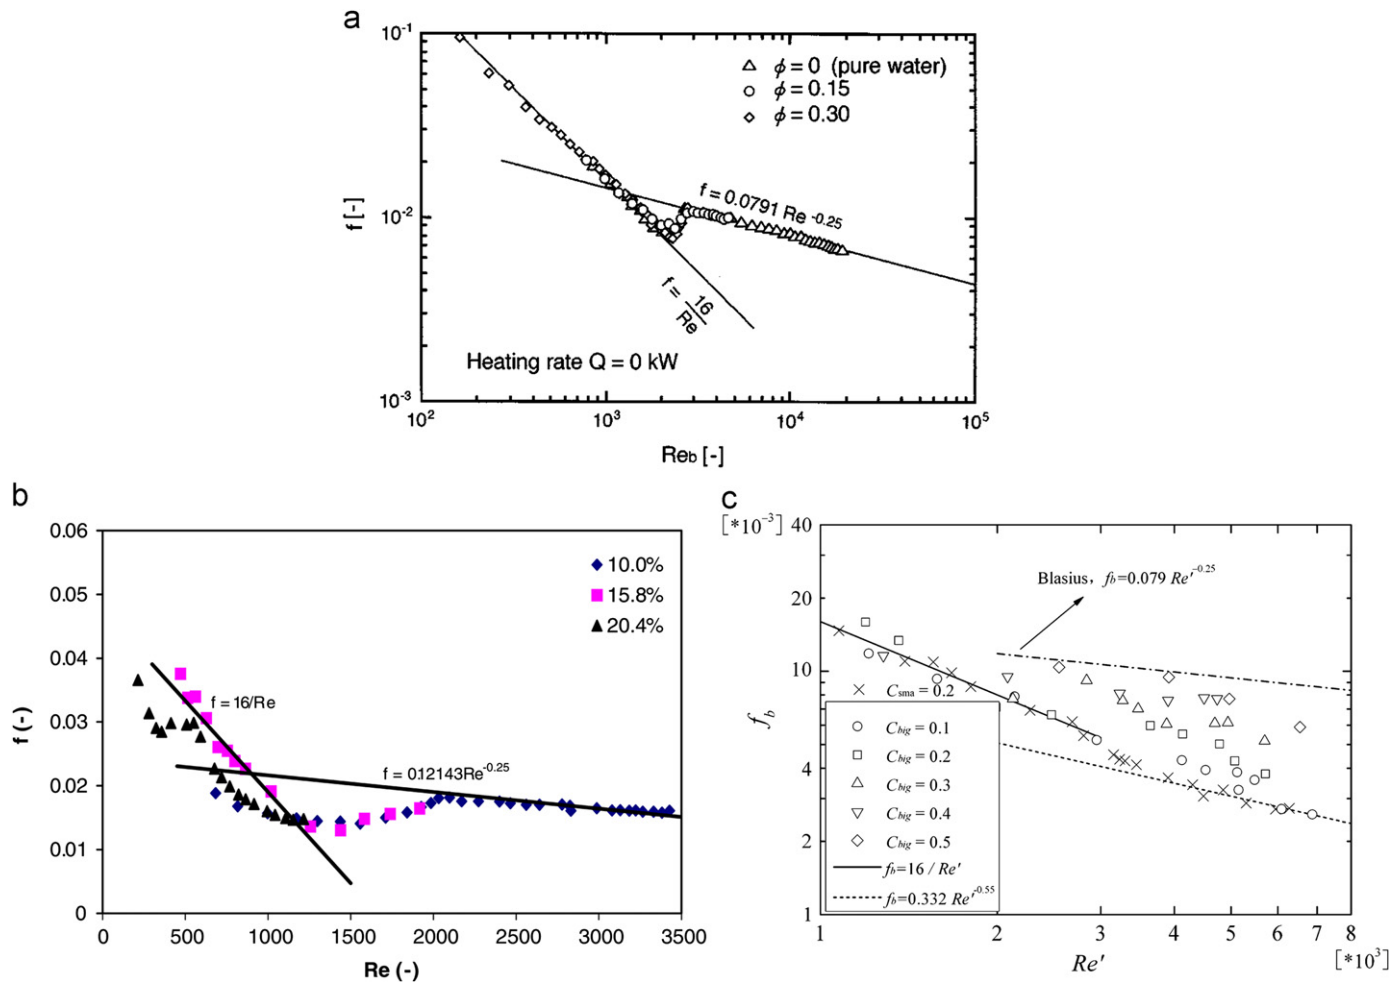 a
10⁻¹
10⁻²
10⁻³
f [-]
ϕ = 0 (pure water)
ϕ = 0.15
ϕ = 0.30
f = 0.0791 Re⁻⁰·²⁵
f = 16/Re
Heating rate Q = 0 kW
10² 10³ 10⁴ 10⁵
Reb [-]
b
0.06
0.05
0.04
0.03
0.02
0.01
0
f (-)
10.0%
15.8%
20.4%
f = 16/Re
f = 012143Re⁻⁰·²⁵
0 500 1000 1500 2000 2500 3000 3500
Re (-)
c
[*10⁻³]
40
20
10
4
2
1
fb
Blasius, fb=0.079 Re'⁻⁰·²⁵
Csma = 0.2
Cbig = 0.1
Cbig = 0.2
Cbig = 0.3
Cbig = 0.4
Cbig = 0.5
fb=16 / Re'
fb=0.332 Re'⁻⁰·⁵⁵
1 2 3 4 5 6 7 8
Re'
[*10³]